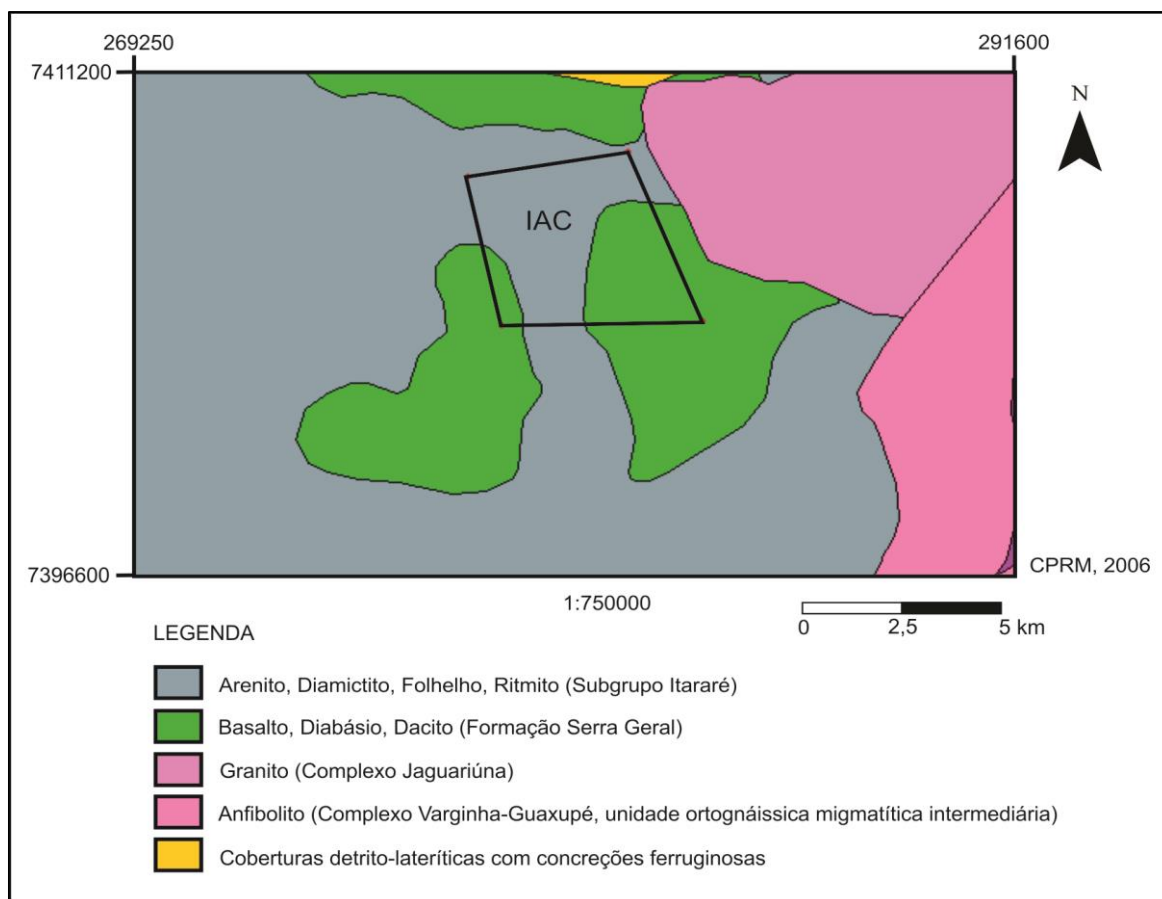 269250
291600
7411200
N
IAC
7396600
CPRM, 2006
1:750000
0
2,5
5 km
LEGENDA
Arenito, Diamictito, Folhelho, Ritmito (Subgrupo Itararé)
Basalto, Diabásio, Dacito (Formação Serra Geral)
Granito (Complexo Jaguariúna)
Anfibolito (Complexo Varginha-Guaxupé, unidade ortognáissica migmatítica intermediária)
Coberturas detrito-lateríticas com concreções ferruginosas